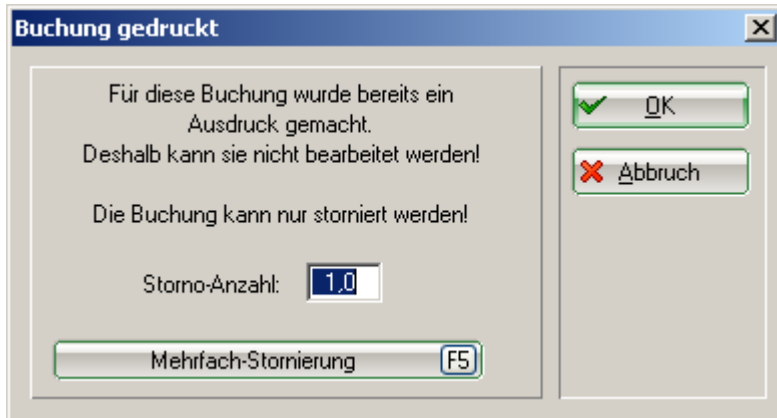 Buchung gedruckt
Für diese Buchung wurde bereits ein
Ausdruck gemacht.
Deshalb kann sie nicht bearbeitet werden!
Die Buchung kann nur storniert werden!
Storno-Anzahl: 1,0
Mehrfach-Stornierung F5
OK
Abbruch